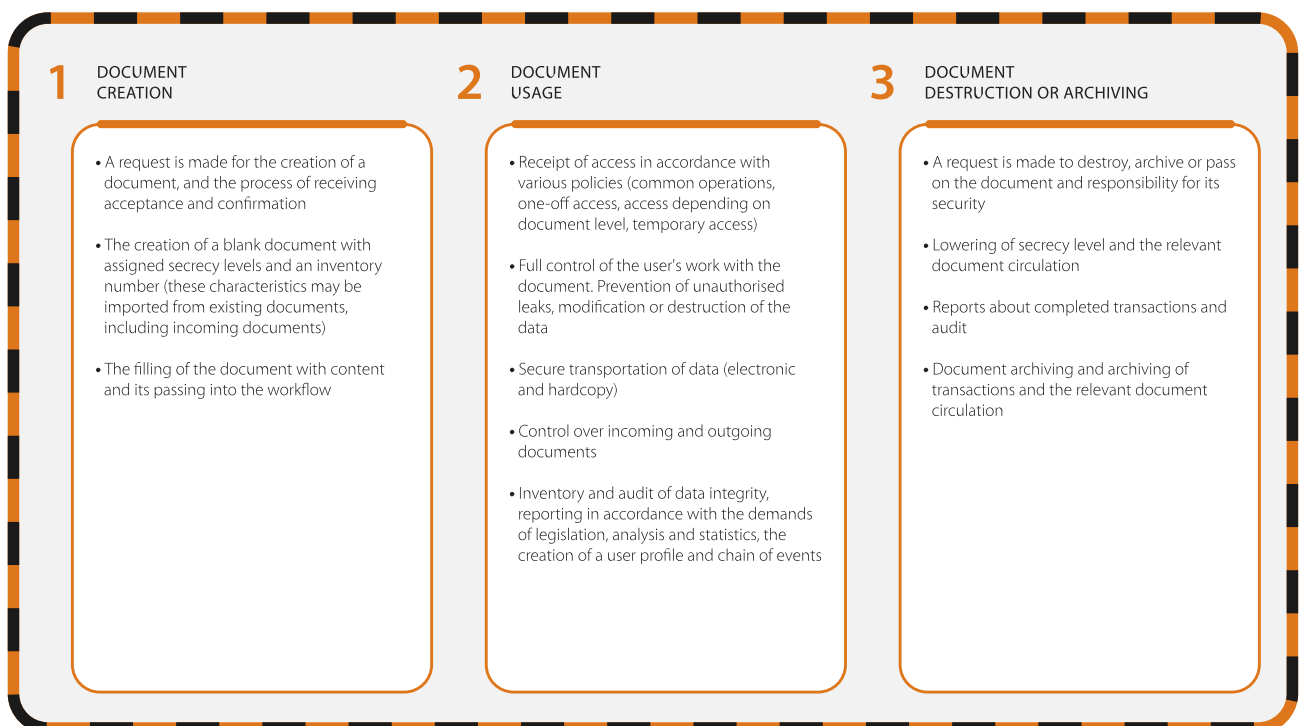 1 DOCUMENT
CREATION
• A request is made for the creation of a
document, and the process of receiving
acceptance and confirmation
• The creation of a blank document with
assigned secrecy levels and an inventory
number (these characteristics may be
imported from existing documents,
including incoming documents)
• The filling of the document with content
and its passing into the workflow
2 DOCUMENT
USAGE
• Receipt of access in accordance with
various policies (common operations,
one-off access, access depending on
document level, temporary access)
• Full control of the user's work with the
document. Prevention of unauthorised
leaks, modification or destruction of the
data
• Secure transportation of data (electronic
and hardcopy)
• Control over incoming and outgoing
documents
• Inventory and audit of data integrity,
reporting in accordance with the demands
of legislation, analysis and statistics, the
creation of a user profile and chain of events
3 DOCUMENT
DESTRUCTION OR ARCHIVING
• A request is made to destroy, archive or pass
on the document and responsibility for its
security
• Lowering of secrecy level and the relevant
document circulation
• Reports about completed transactions and
audit
• Document archiving and archiving of
transactions and the relevant document
circulation